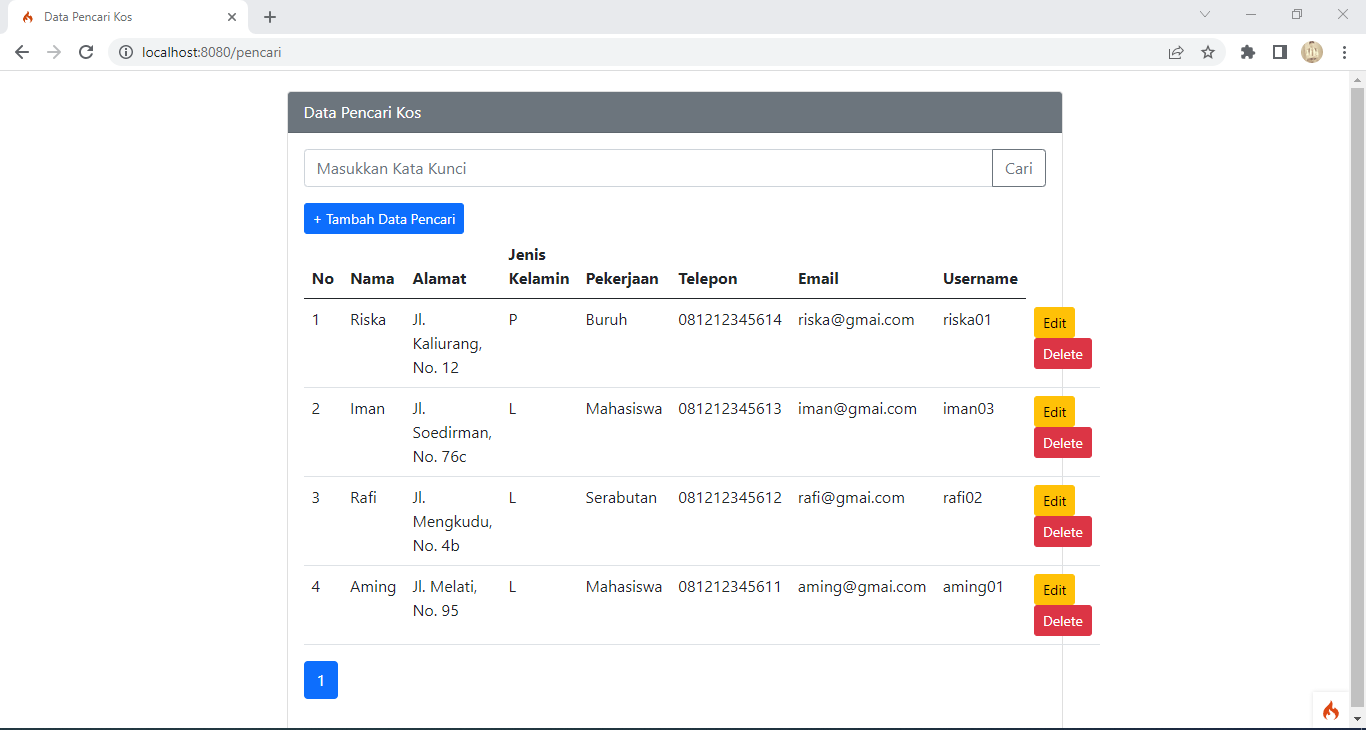 Data Pencari Kos
localhost:8080/pencari
Data Pencari Kos
Masukkan Kata Kunci Cari
+ Tambah Data Pencari
No Nama Alamat Jenis Kelamin Pekerjaan Telepon Email Username
1 Riska Jl. Kaliurang, No. 12 P Buruh 081212345614 riska@gmai.com riska01 Edit Delete
2 Iman Jl. Soedirman, No. 76c L Mahasiswa 081212345613 iman@gmai.com iman03 Edit Delete
3 Rafi Jl. Mengkudu, No. 4b L Serabutan 081212345612 rafi@gmai.com rafi02 Edit Delete
4 Aming Jl. Melati, No. 95 L Mahasiswa 081212345611 aming@gmai.com aming01 Edit Delete
1